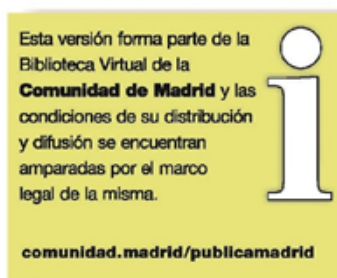 Esta versión forma parte de la
Biblioteca Virtual de la
Comunidad de Madrid y las
condiciones de su distribución
y difusión se encuentran
amparadas por el marco
legal de la misma.
i
comunidad.madrid/publicamadrid